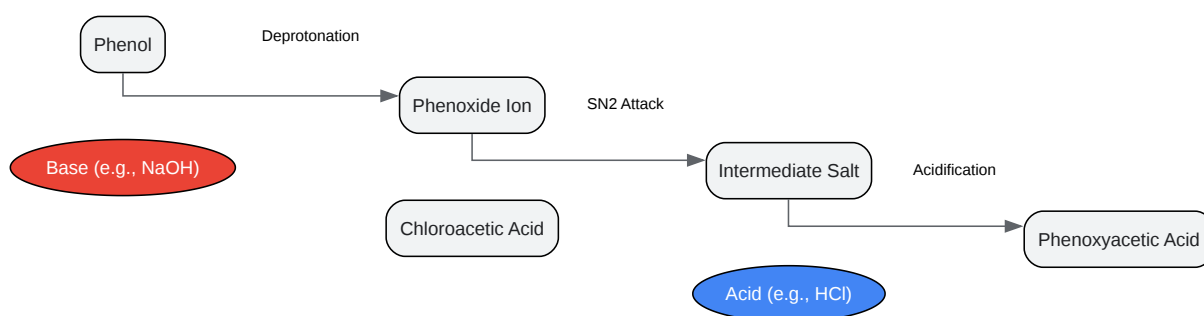 Phenol
Deprotonation
Base (e.g., NaOH)
Phenoxide Ion
SN2 Attack
Chloroacetic Acid
Intermediate Salt
Acidification
Acid (e.g., HCl)
Phenoxyacetic Acid